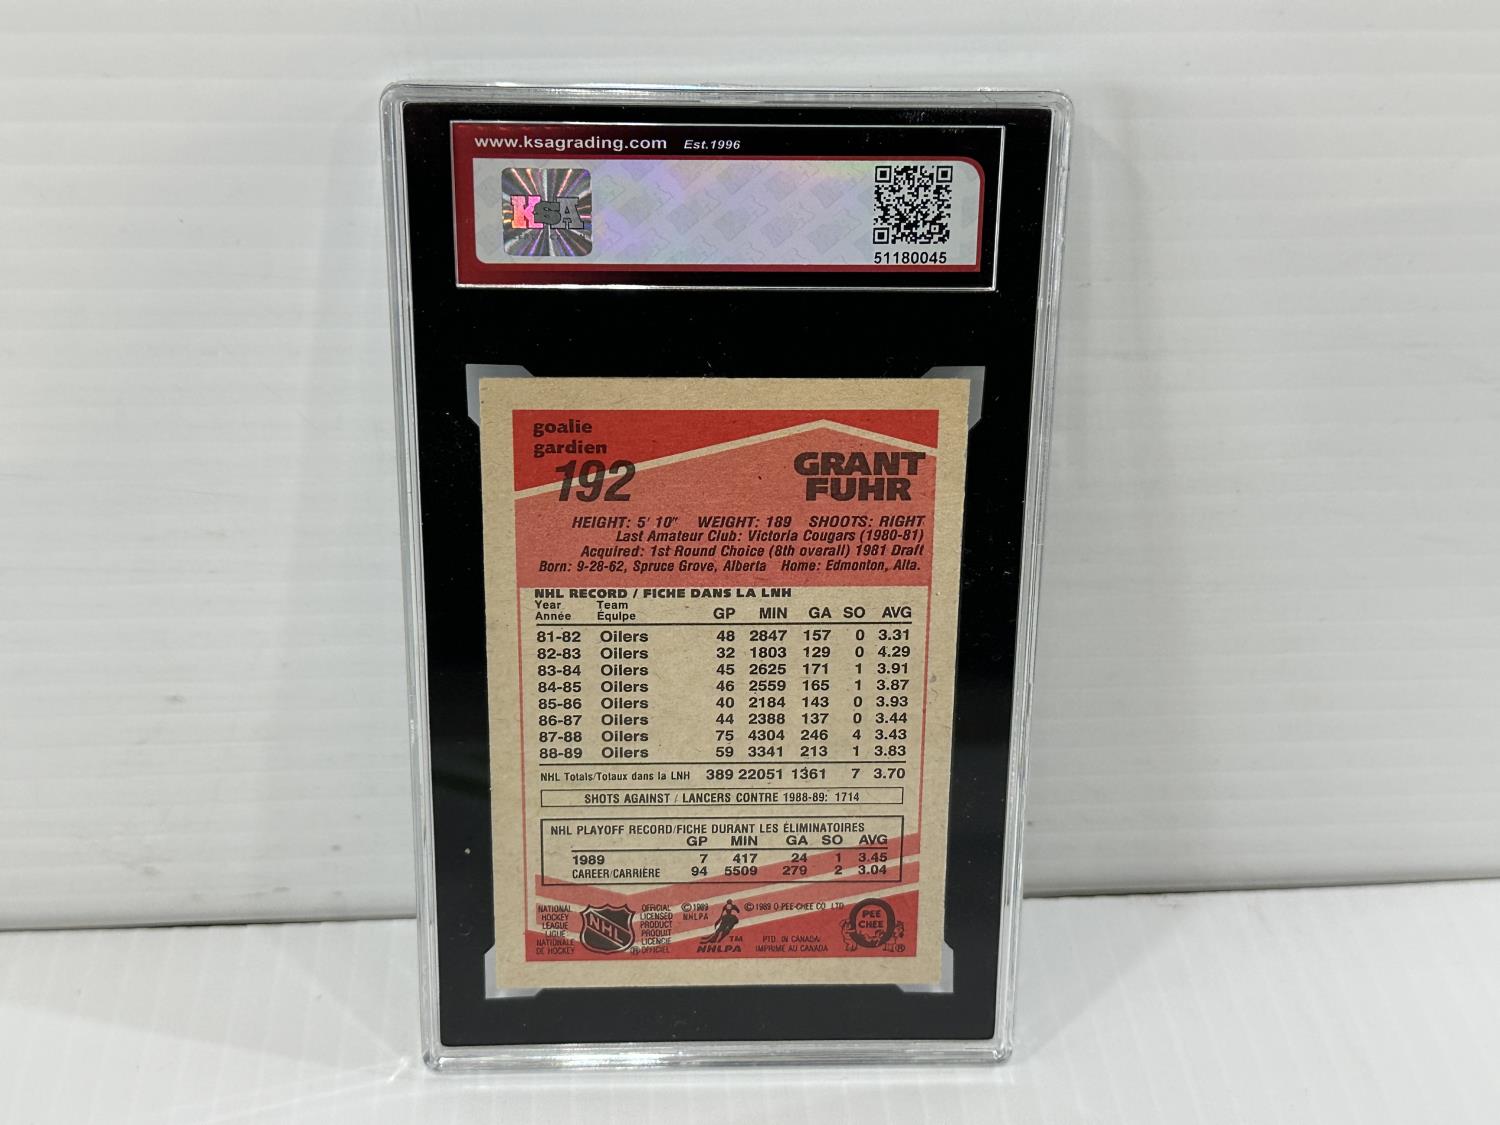 www.ksagrading.com Est.1996
KSA
51180045
goalie
gardien
192
GRANT
FUHR
HEIGHT: 5' 10" WEIGHT: 189 SHOOTS: RIGHT
Last Amateur Club: Victoria Cougars (1980-81)
Acquired: 1st Round Choice (8th overall) 1981 Draft
Born: 9-28-62, Spruce Grove, Alberta Home: Edmonton, Alta.
NHL RECORD / FICHE DANS LA LNH
Year Team
Année Équipe GP MIN GA SO AVG
81-82 Oilers 48 2847 157 0 3.31
82-83 Oilers 32 1803 129 0 4.29
83-84 Oilers 45 2625 171 1 3.91
84-85 Oilers 46 2559 165 1 3.87
85-86 Oilers 40 2184 143 0 3.93
86-87 Oilers 44 2388 137 0 3.44
87-88 Oilers 75 4304 246 4 3.43
88-89 Oilers 59 3341 213 1 3.83
NHL Totals/Totaux dans la LNH 389 22051 1361 7 3.70
SHOTS AGAINST / LANCERS CONTRE 1988-89: 1714
NHL PLAYOFF RECORD/FICHE DURANT LES ÉLIMINATOIRES
GP MIN GA SO AVG
1989 7 417 24 1 3.45
CAREER/CARRIÈRE 94 5509 279 2 3.04
NATIONAL
HOCKEY
LEAGUE
LIGUE
NATIONALE
DE HOCKEY
NHL
OFFICIAL
LICENSED
PRODUCT
PRODUIT
LICENCIÉ
OFFICIEL
®
© 1989
NHLPA
TM
NHLPA
© 1989 O-PEE-CHEE CO. LTD.
PTD. IN CANADA/
IMPRIMÉ AU CANADA
O
PEE
CHEE
®